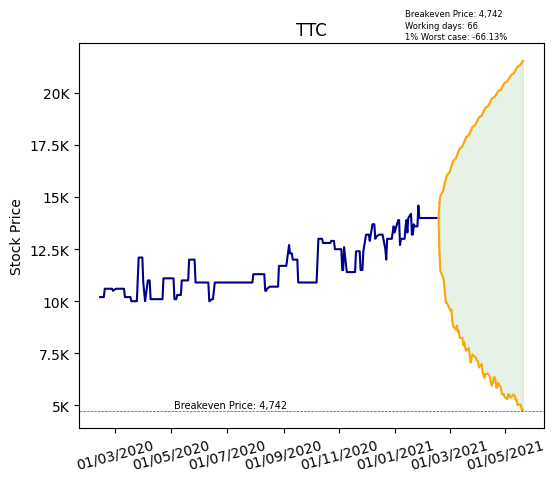 Breakeven Price: 4,742
Working days: 66
1% Worst case: -66.13%
TTC
Stock Price
20K
17.5K
15K
12.5K
10K
7.5K
5K
Breakeven Price: 4,742
01/03/2020
01/05/2020
01/07/2020
01/09/2020
01/11/2020
01/01/2021
01/03/2021
01/05/2021